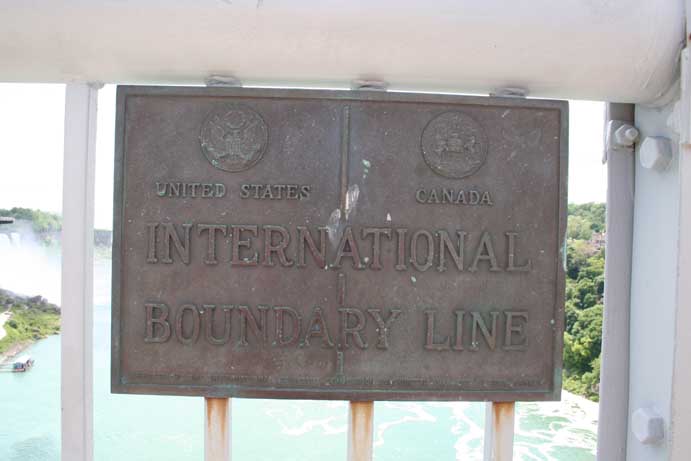 UNITED STATES CANADA
INTERNATIONAL
BOUNDARY LINE